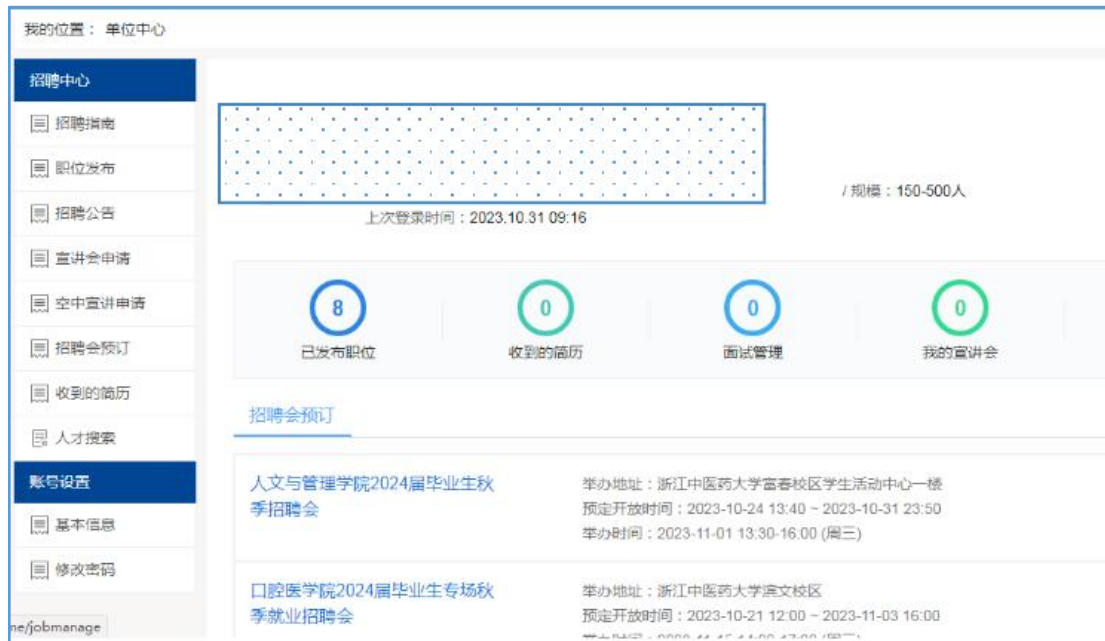 我的位置： 单位中心
招聘中心
招聘指南
职位发布
招聘公告
宣讲会申请
空中宣讲申请
招聘会预订
收到的简历
人才搜索
账号设置
基本信息
修改密码
ne/jobmanage
/ 规模：150-500人
上次登录时间：2023.10.31 09:16
8
已发布职位
0
收到的简历
0
面试管理
0
我的宣讲会
招聘会预订
人文与管理学院2024届毕业生秋
季招聘会
举办地址：浙江中医药大学富春校区学生活动中心一楼
预定开放时间：2023-10-24 13:40 ~ 2023-10-31 23:50
举办时间：2023-11-01 13:30-16:00 (周三)
口腔医学院2024届毕业生专场秋
季就业招聘会
举办地址：浙江中医药大学滨文校区
预定开放时间：2023-10-21 12:00 ~ 2023-11-03 16:00